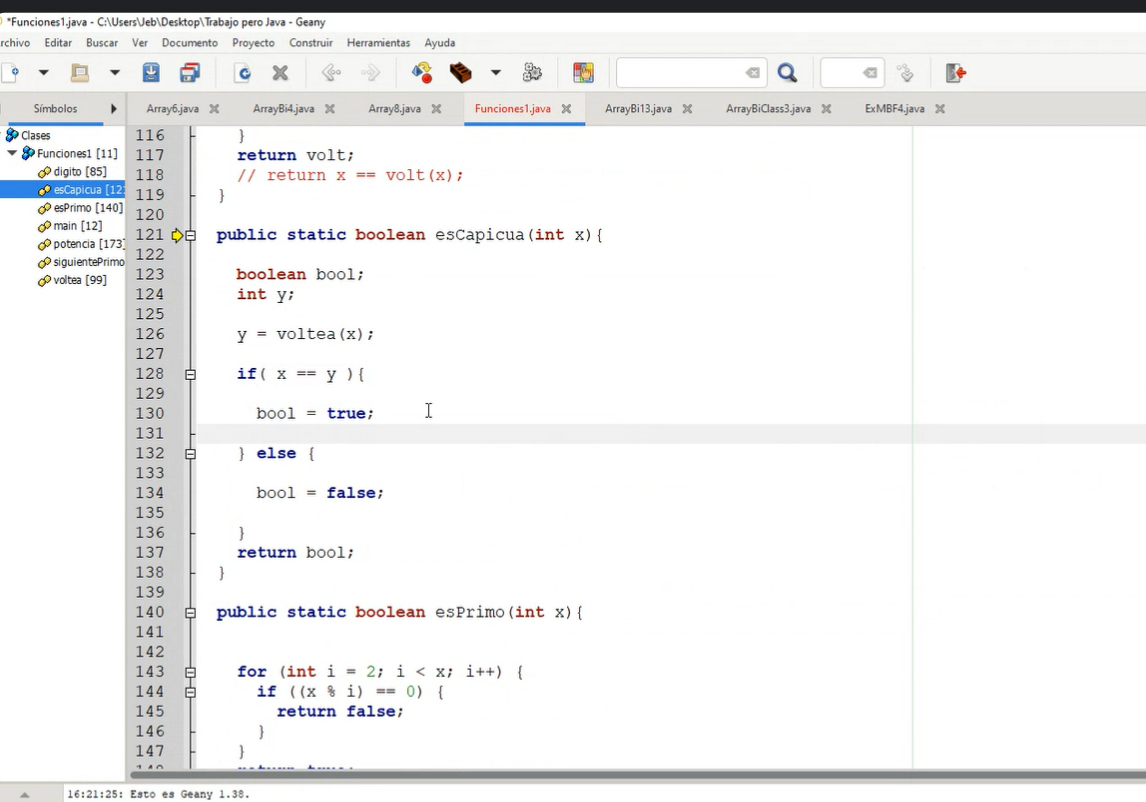 *Funciones1.java - C:\Users\Jeb\Desktop\Trabajo pero Java - Geany
rchivo Editar Buscar Ver Documento Proyecto Construir Herramientas Ayuda
Símbolos Array6.java ArrayBi4.java Array8.java Funciones1.java ArrayBi13.java ArrayBiClass3.java ExMBF4.java
Clases
Funciones1 [11]
digito [85]
esCapicua [12
esPrimo [140]
main [12]
potencia [173]
siguientePrimo
voltea [99]
116 }
117 return volt;
118 // return x == volt(x);
119 }
120
121 public static boolean esCapicua(int x){
122
123 boolean bool;
124 int y;
125
126 y = voltea(x);
127
128 if( x == y ){
129
130 bool = true;
131
132 } else {
133
134 bool = false;
135
136 }
137 return bool;
138 }
139
140 public static boolean esPrimo(int x){
141
142
143 for (int i = 2; i < x; i++) {
144 if ((x % i) == 0) {
145 return false;
146 }
147 }
16:21:25: Esto es Geany 1.38.